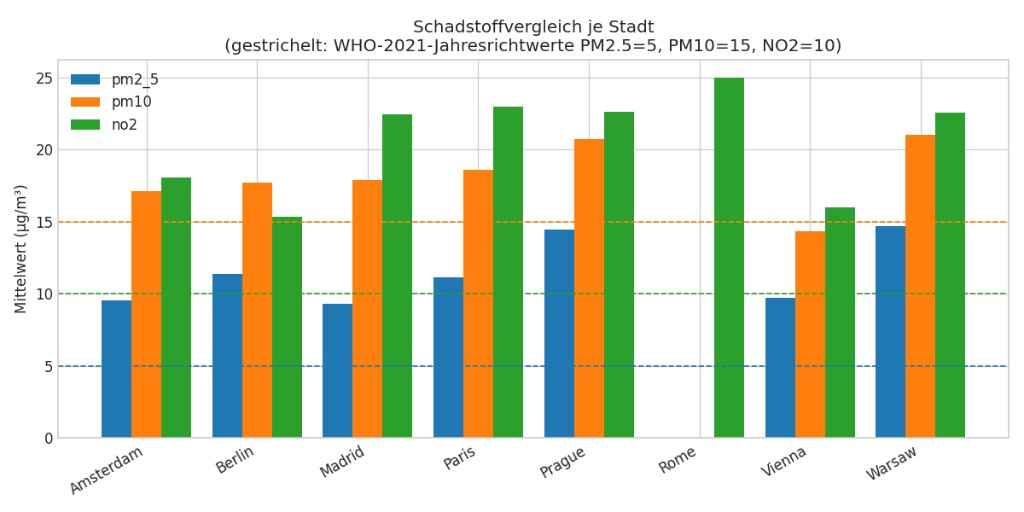 Schadstoffvergleich je Stadt
(gestrichelt: WHO-2021-Jahresrichtwerte PM2.5=5, PM10=15, NO2=10)
pm2_5
pm10
no2
Mittelwert (µg/m³)
25
20
15
10
5
0
Amsterdam
Berlin
Madrid
Paris
Prague
Rome
Vienna
Warsaw